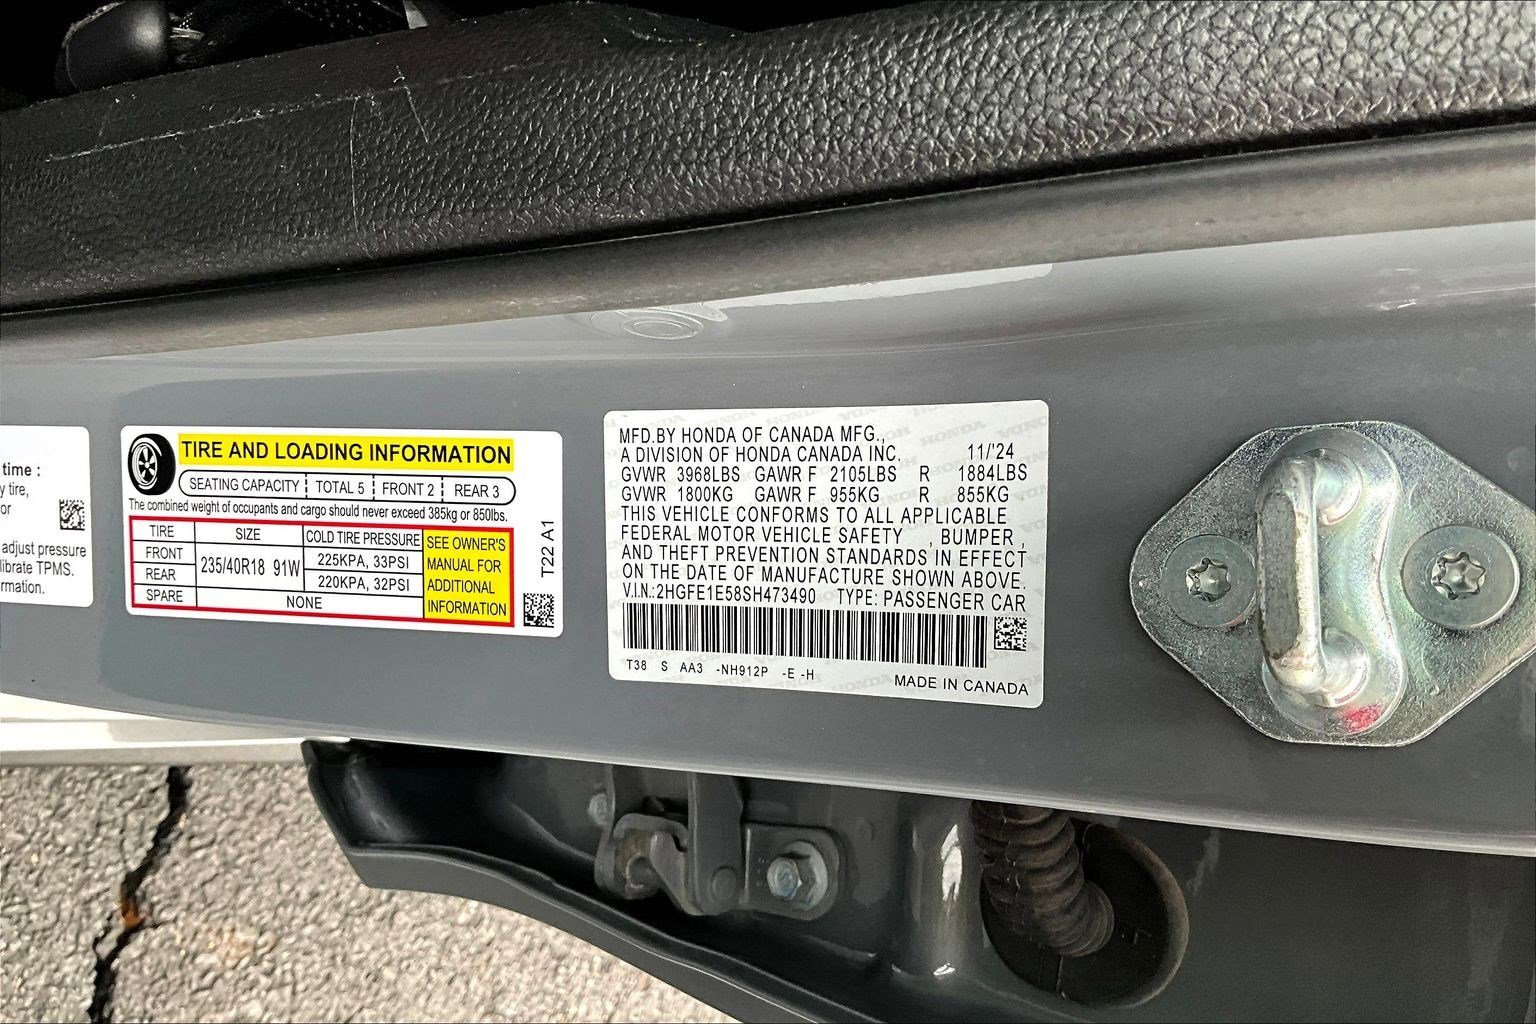 time :
y tire,
or
adjust pressure
librate TPMS.
rmation.
TIRE AND LOADING INFORMATION
SEATING CAPACITY TOTAL 5 FRONT 2 REAR 3
The combined weight of occupants and cargo should never exceed 385kg or 850lbs.
TIRE SIZE COLD TIRE PRESSURE
FRONT 235/40R18 91W 225KPA, 33PSI
REAR 220KPA, 32PSI
SPARE NONE
SEE OWNER'S
MANUAL FOR
ADDITIONAL
INFORMATION
T22 A1
MFD.BY HONDA OF CANADA MFG.,
A DIVISION OF HONDA CANADA INC. 11/'24
GVWR 3968LBS GAWR F 2105LBS R 1884LBS
GVWR 1800KG GAWR F 955KG R 855KG
THIS VEHICLE CONFORMS TO ALL APPLICABLE
FEDERAL MOTOR VEHICLE SAFETY , BUMPER ,
AND THEFT PREVENTION STANDARDS IN EFFECT
ON THE DATE OF MANUFACTURE SHOWN ABOVE.
V.I.N.:2HGFE1E58SH473490 TYPE: PASSENGER CAR
T38 S AA3 -NH912P -E -H
MADE IN CANADA